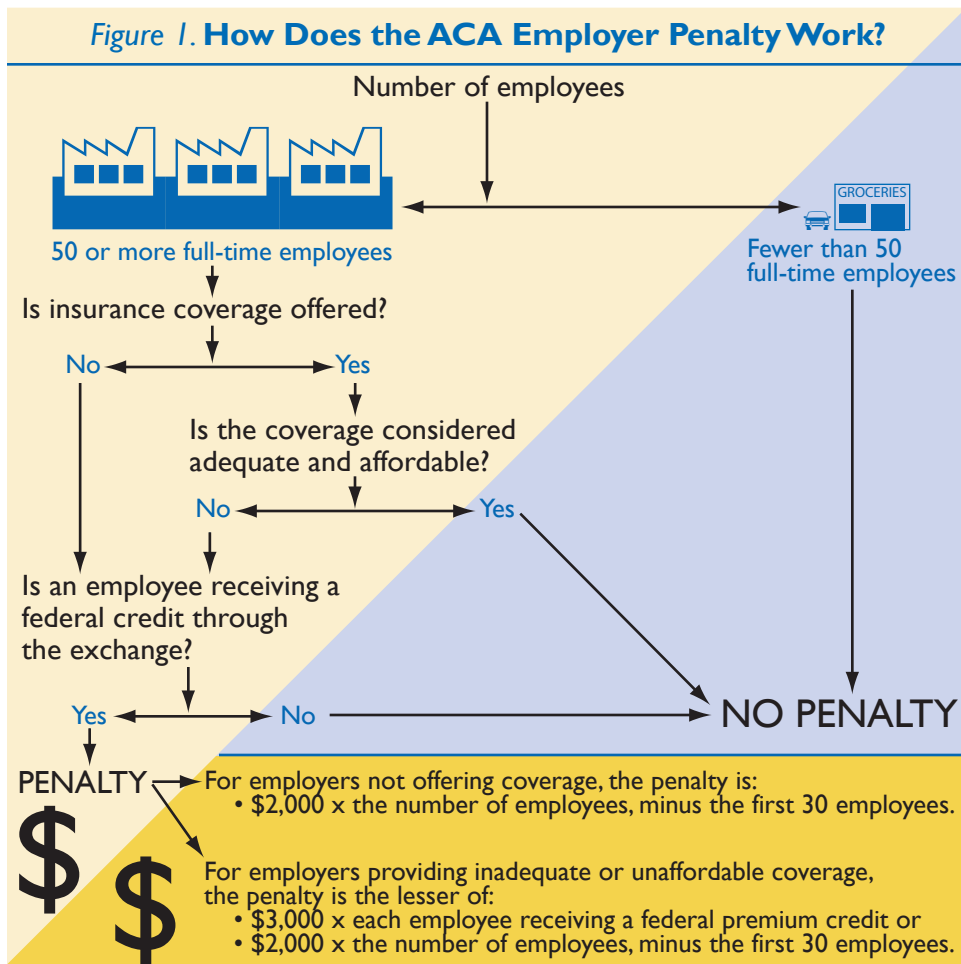 Figure 1. How Does the ACA Employer Penalty Work?
Number of employees
GROCERIES
50 or more full-time employees
Fewer than 50
full-time employees
Is insurance coverage offered?
No
Yes
Is the coverage considered
adequate and affordable?
No
Yes
Is an employee receiving a
federal credit through
the exchange?
Yes
No
NO PENALTY
PENALTY
For employers not offering coverage, the penalty is:
• $2,000 x the number of employees, minus the first 30 employees.
$
$
For employers providing inadequate or unaffordable coverage,
the penalty is the lesser of:
• $3,000 x each employee receiving a federal premium credit or
• $2,000 x the number of employees, minus the first 30 employees.